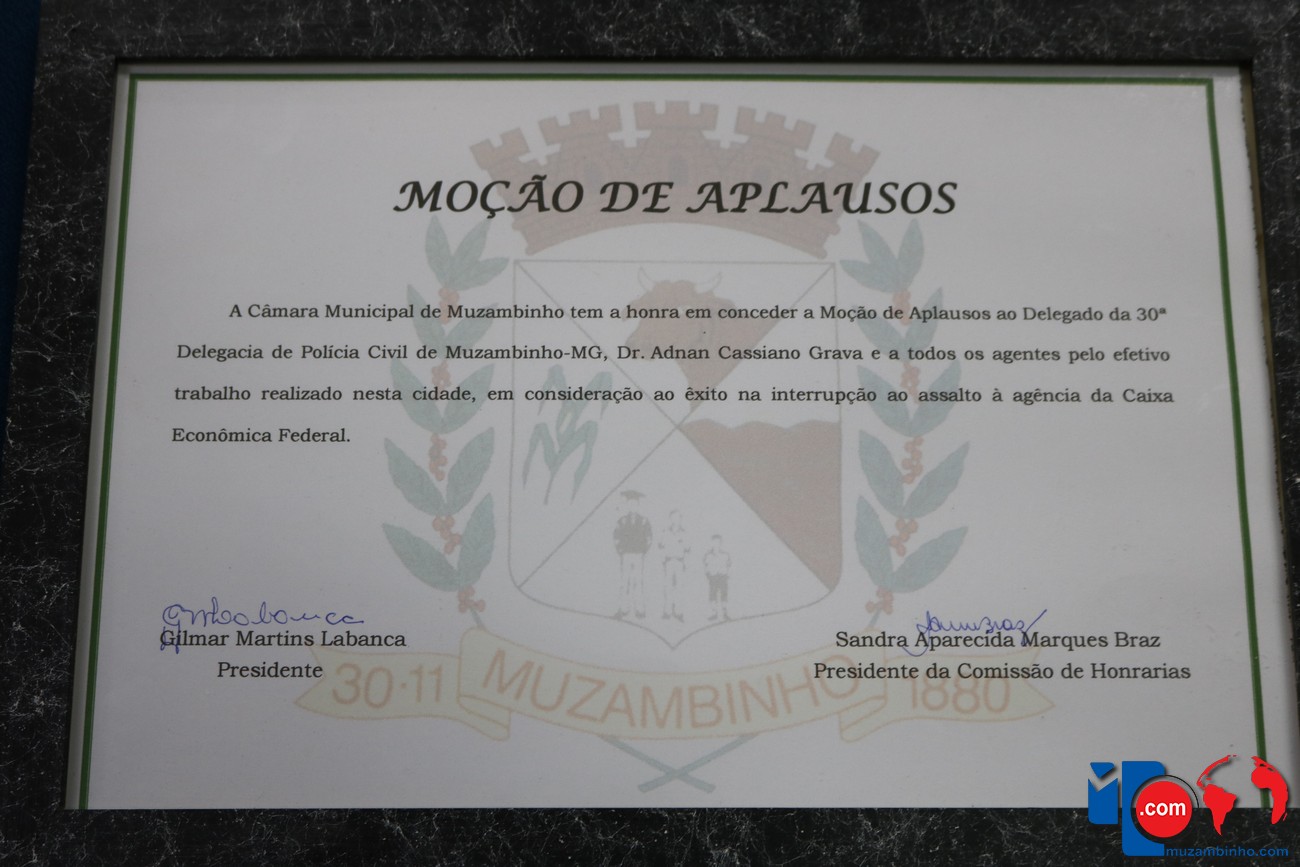 MOÇÃO DE APLAUSOS
A Câmara Municipal de Muzambinho tem a honra em conceder a Moção de Aplausos ao Delegado da 30ª
Delegacia de Polícia Civil de Muzambinho-MG, Dr. Adnan Cassiano Grava e a todos os agentes pelo efetivo
trabalho realizado nesta cidade, em consideração ao êxito na interrupção ao assalto à agência da Caixa
Econômica Federal.
Gilmar Martins Labanca
Presidente
Sandra Aparecida Marques Braz
Presidente da Comissão de Honrarias
30·11 MUZAMBINHO 1880
.com
muzambinho.com